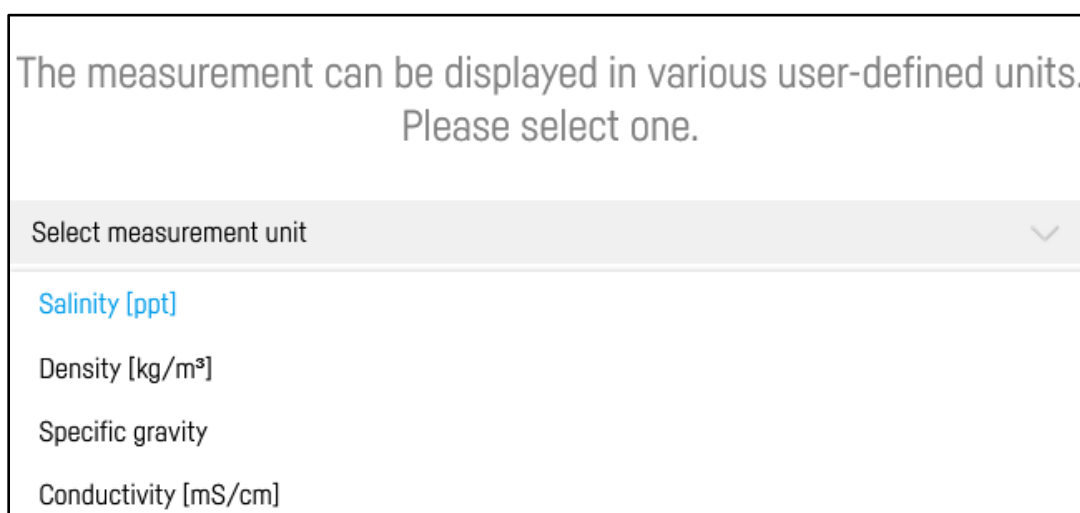 The measurement can be displayed in various user-defined units.
Please select one.
Select measurement unit
Salinity [ppt]
Density [kg/m³]
Specific gravity
Conductivity [mS/cm]